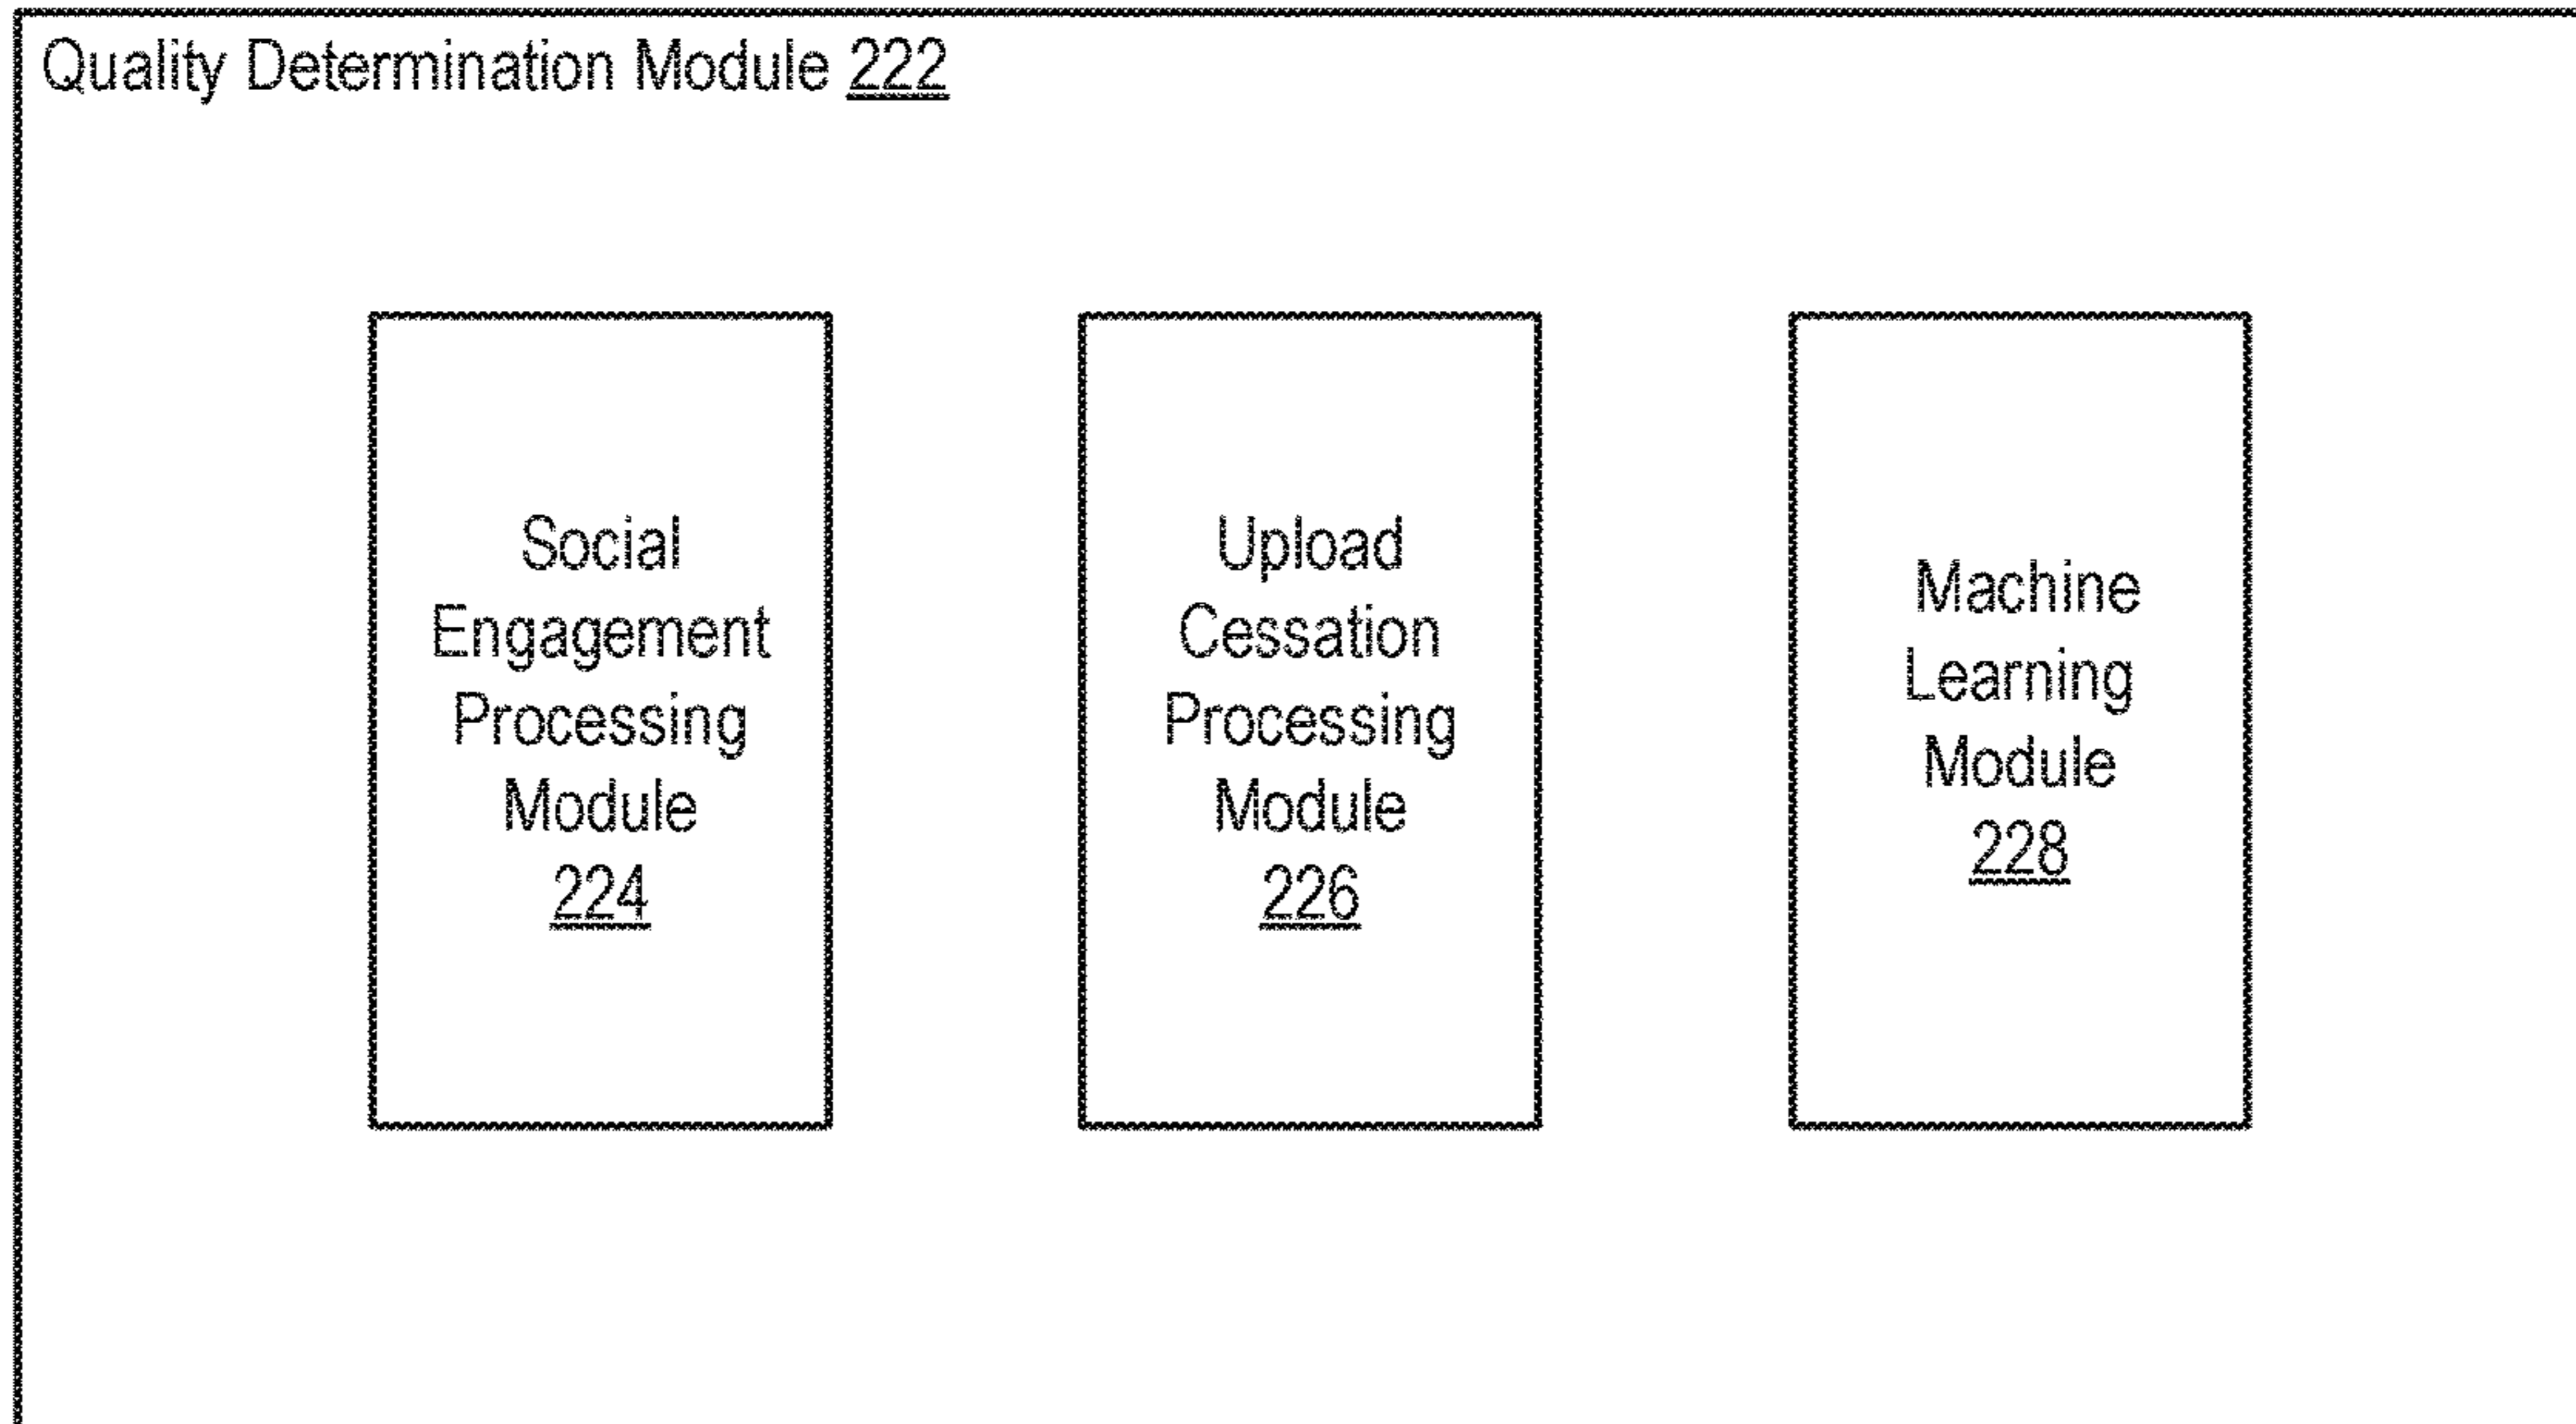 Quality Determination Module 222
Social
Engagement
Processing
Module
224
Upload
Cessation
Processing
Module
226
Machine
Learning
Module
228